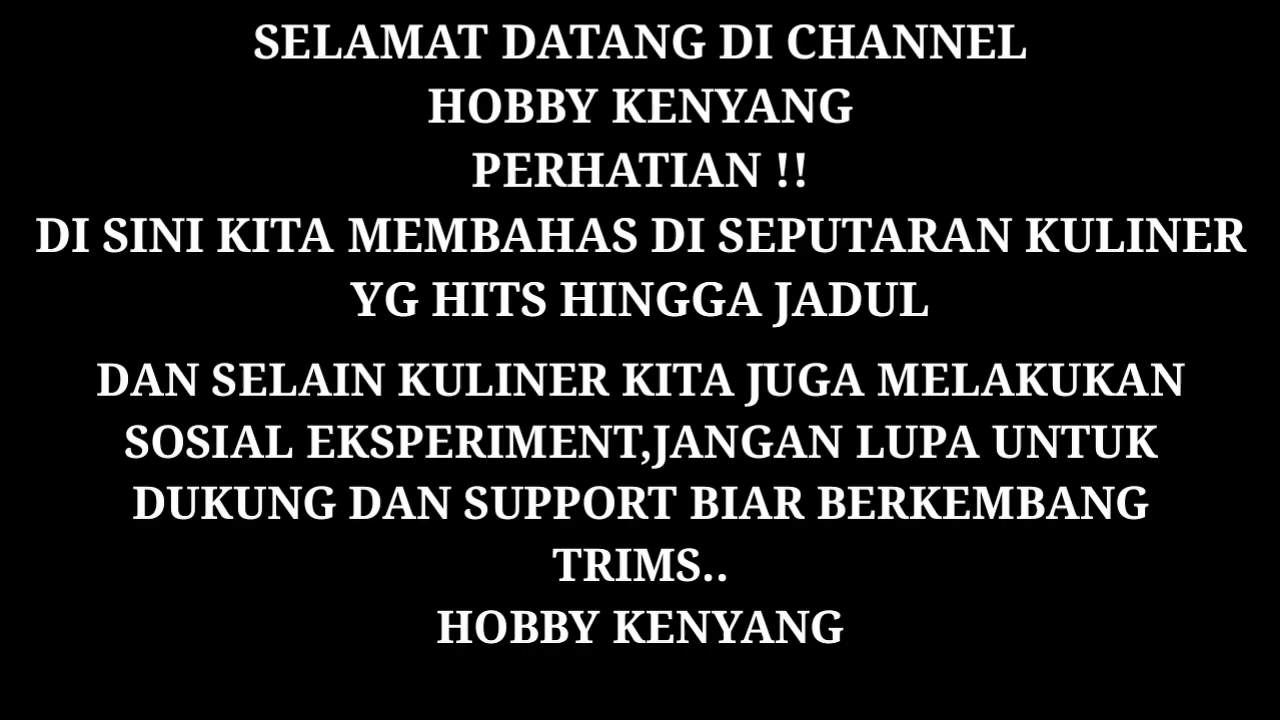 SELAMAT DATANG DI CHANNEL
HOBBY KENYANG
PERHATIAN !!
DI SINI KITA MEMBAHAS DI SEPUTARAN KULINER
YG HITS HINGGA JADUL
DAN SELAIN KULINER KITA JUGA MELAKUKAN
SOSIAL EKSPERIMENT,JANGAN LUPA UNTUK
DUKUNG DAN SUPPORT BIAR BERKEMBANG
TRIMS..
HOBBY KENYANG